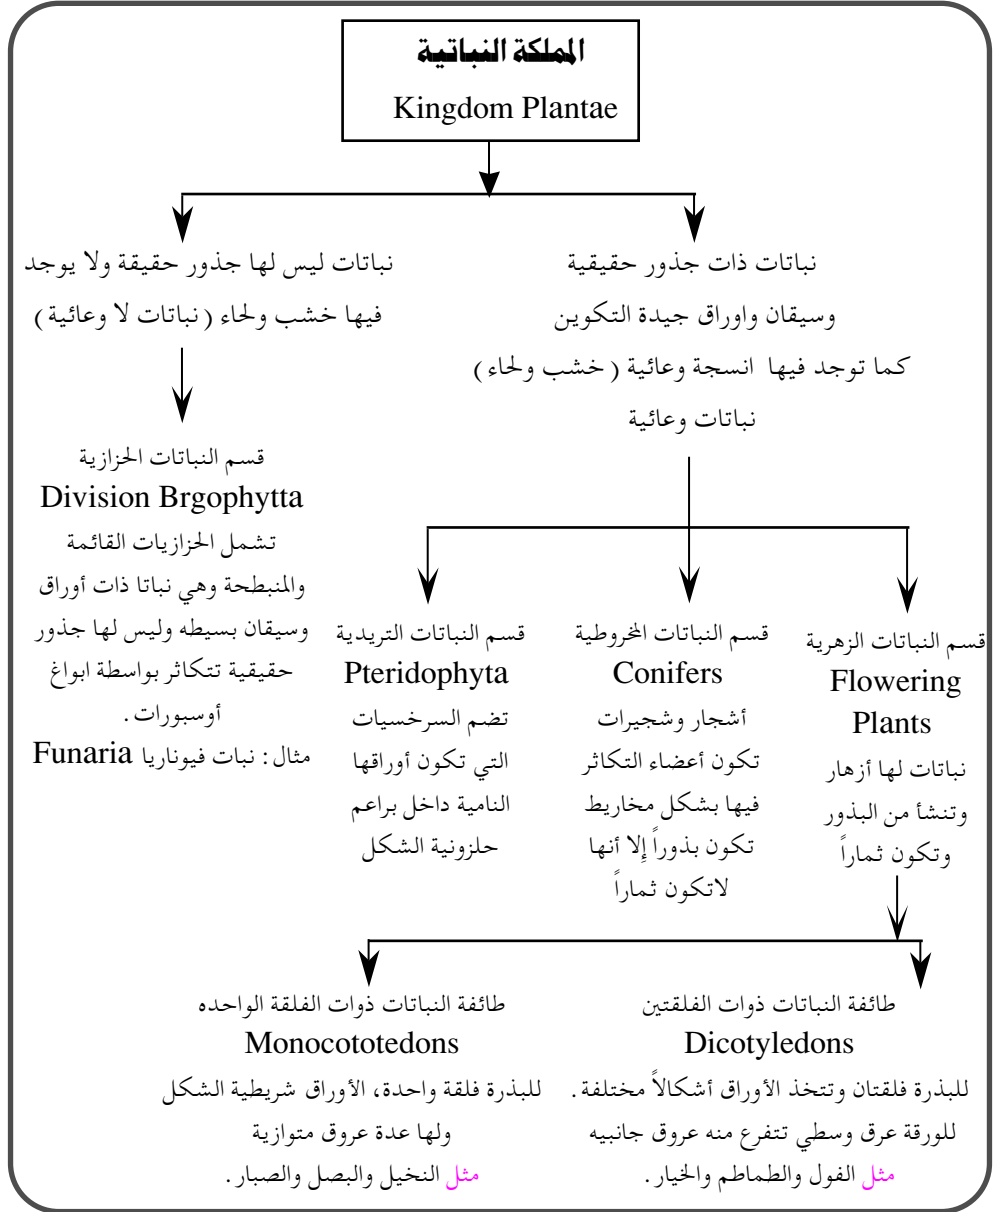 المملكة النباتية
Kingdom Plantae
نباتات ذات جذور حقيقية
وسيقان واوراق جيدة التكوين
كما توجد فيها انسجة وعائية ( خشب ولحاء )
نباتات وعائية
نباتات ليس لها جذور حقيقة ولا يوجد
فيها خشب ولحاء ( نباتات لا وعائية )
قسم النباتات الحزازية
Division Brgophytta
تشمل الحزازيات القائمة
والمنبطحة وهي نباتا ذات أوراق
وسيقان بسيطه وليس لها جذور
حقيقية تتكاثر بواسطة ابواغ
أوسبورات .
مثال : نبات فيوناريا Funaria
قسم النباتات الزهرية
Flowering
Plants
نباتات لها أزهار
وتنشأ من البذور
وتكون ثماراً
قسم النباتات المخروطية
Conifers
أشجار وشجيرات
تكون أعضاء التكاثر
فيها بشكل مخاريط
تكون بذوراً إلا أنها
لاتكون ثماراً
قسم النباتات التريدية
Pteridophyta
تضم السرخسيات
التي تكون أوراقها
النامية داخل براعم
حلزونية الشكل
طائفة النباتات ذوات الفلقتين
Dicotyledons
للبذرة فلقتان وتتخذ الأوراق أشكالاً مختلفة .
للورقة عرق وسطي تتفرع منه عروق جانبيه
مثل الفول والطماطم والخيار .
طائفة النباتات ذوات الفلقة الواحده
Monocototedons
للبذرة فلقة واحدة، الأوراق شريطية الشكل
ولها عدة عروق متوازية
مثل النخيل والبصل والصبار .